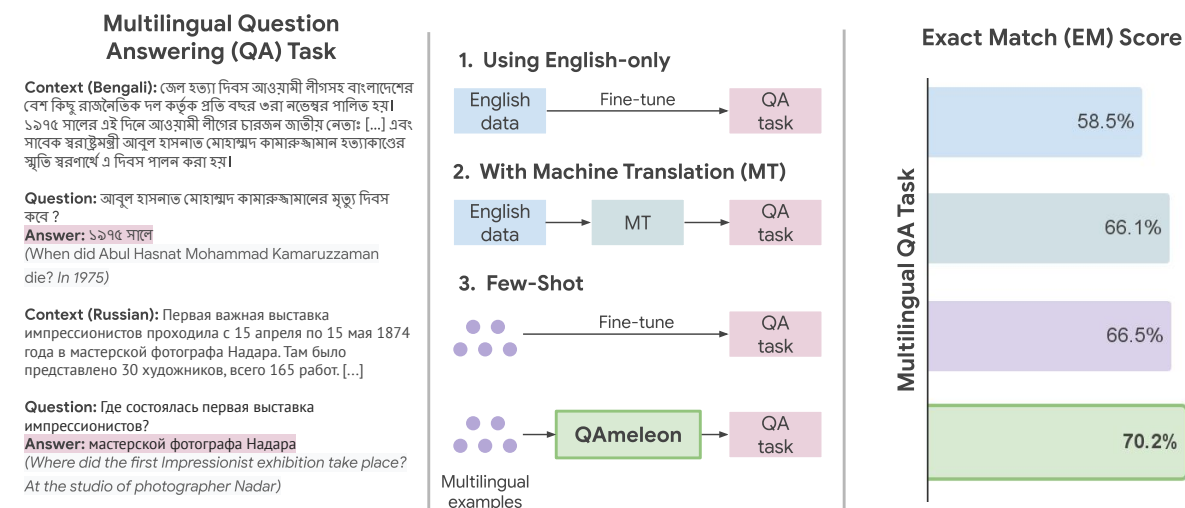 Multilingual Question
Answering (QA) Task
Context (Bengali): জেল হত্যা দিবস আওয়ামী লীগসহ বাংলাদেশের
বেশ কিছু রাজনৈতিক দল কর্তৃক প্রতি বছর ৩রা নভেম্বর পালিত হয়।
১৯৭৫ সালের এই দিনে আওয়ামী লীগের চারজন জাতীয় নেতাঃ [...] এবং
সাবেক স্বরাষ্ট্রমন্ত্রী আবুল হাসনাত মোহাম্মদ কামারুজ্জামান হত্যাকাণ্ডের
স্মৃতি স্বরণার্থে এ দিবস পালন করা হয়।
Question: আবুল হাসনাত মোহাম্মদ কামারুজ্জামানের মৃত্যু দিবস
কবে ?
Answer: ১৯৭৫ সালে
(When did Abul Hasnat Mohammad Kamaruzzaman
die? In 1975)
Context (Russian): Первая важная выставка
импрессионистов проходила с 15 апреля по 15 мая 1874
года в мастерской фотографа Надара. Там было
представлено 30 художников, всего 165 работ. [...]
Question: Где состоялась первая выставка
импрессионистов?
Answer: мастерской фотографа Надара
(Where did the first Impressionist exhibition take place?
At the studio of photographer Nadar)
1. Using English-only
English
data
Fine-tune
QA
task
2. With Machine Translation (MT)
English
data
MT
QA
task
3. Few-Shot
Fine-tune
QA
task
QAmeleon
QA
task
Multilingual
examples
Exact Match (EM) Score
Multilingual QA Task
58.5%
66.1%
66.5%
70.2%